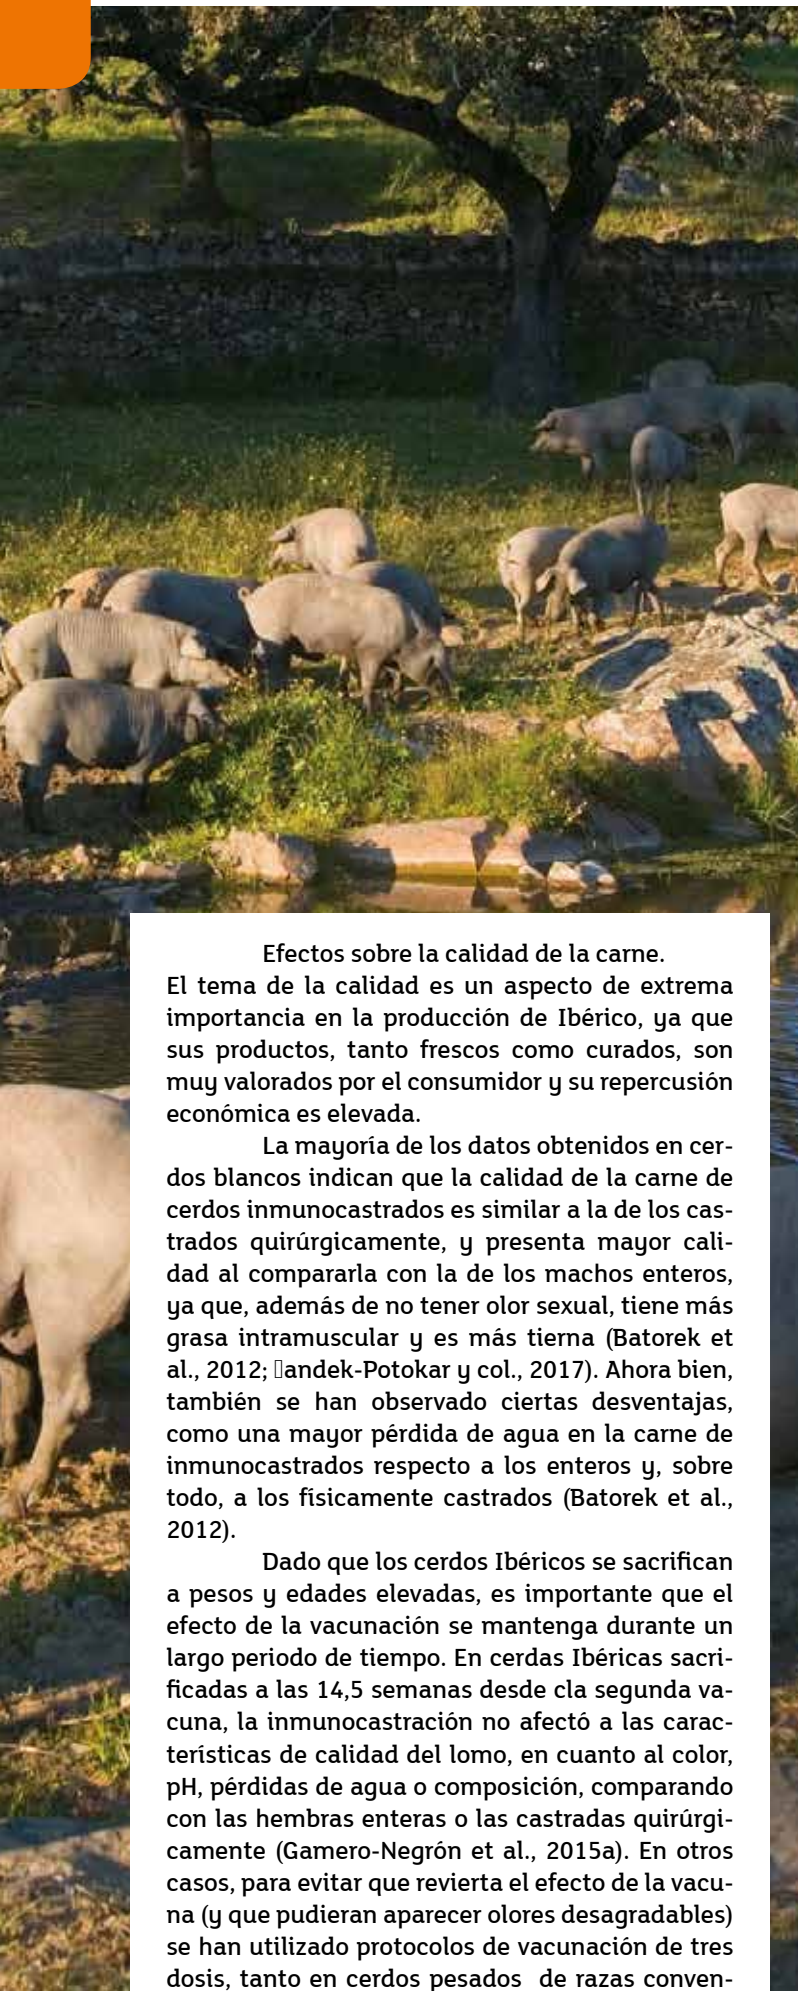 Efectos sobre la calidad de la carne.
El tema de la calidad es un aspecto de extrema
importancia en la producción de Ibérico, ya que
sus productos, tanto frescos como curados, son
muy valorados por el consumidor y su repercusión
económica es elevada.
La mayoría de los datos obtenidos en cer-
dos blancos indican que la calidad de la carne de
cerdos inmunocastrados es similar a la de los cas-
trados quirúrgicamente, y presenta mayor cali-
dad al compararla con la de los machos enteros,
ya que, además de no tener olor sexual, tiene más
grasa intramuscular y es más tierna (Batorek et
al., 2012; ▯andek-Potokar y col., 2017). Ahora bien,
también se han observado ciertas desventajas,
como una mayor pérdida de agua en la carne de
inmunocastrados respecto a los enteros y, sobre
todo, a los físicamente castrados (Batorek et al.,
2012).
Dado que los cerdos Ibéricos se sacrifican
a pesos y edades elevadas, es importante que el
efecto de la vacunación se mantenga durante un
largo periodo de tiempo. En cerdas Ibéricas sacri-
ficadas a las 14,5 semanas desde cla segunda va-
cuna, la inmunocastración no afectó a las carac-
terísticas de calidad del lomo, en cuanto al color,
pH, pérdidas de agua o composición, comparando
con las hembras enteras o las castradas quirúrgi-
camente (Gamero-Negrón et al., 2015a). En otros
casos, para evitar que revierta el efecto de la vacu-
na (y que pudieran aparecer olores desagradables)
se han utilizado protocolos de vacunación de tres
dosis, tanto en cerdos pesados de razas conven-